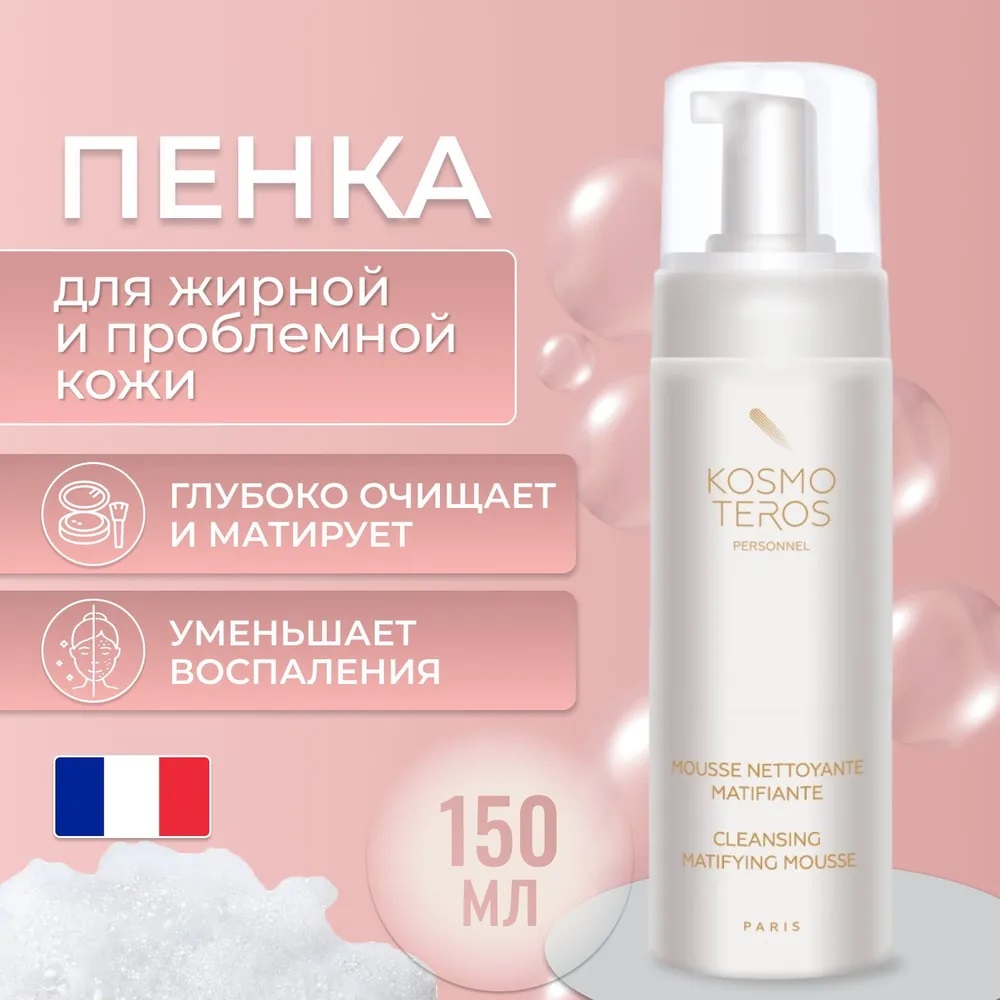 ПЕНКА
для жирной
и проблемной
кожи
ГЛУБОКО ОЧИЩАЕТ
И МАТИРУЕТ
УМЕНЬШАЕТ
ВОСПАЛЕНИЯ
150
МЛ
KOSMO
TEROS
PERSONNEL
MOUSSE NETTOYANTE
MATIFIANTE
CLEANSING
MATIFYING MOUSSE
PARIS